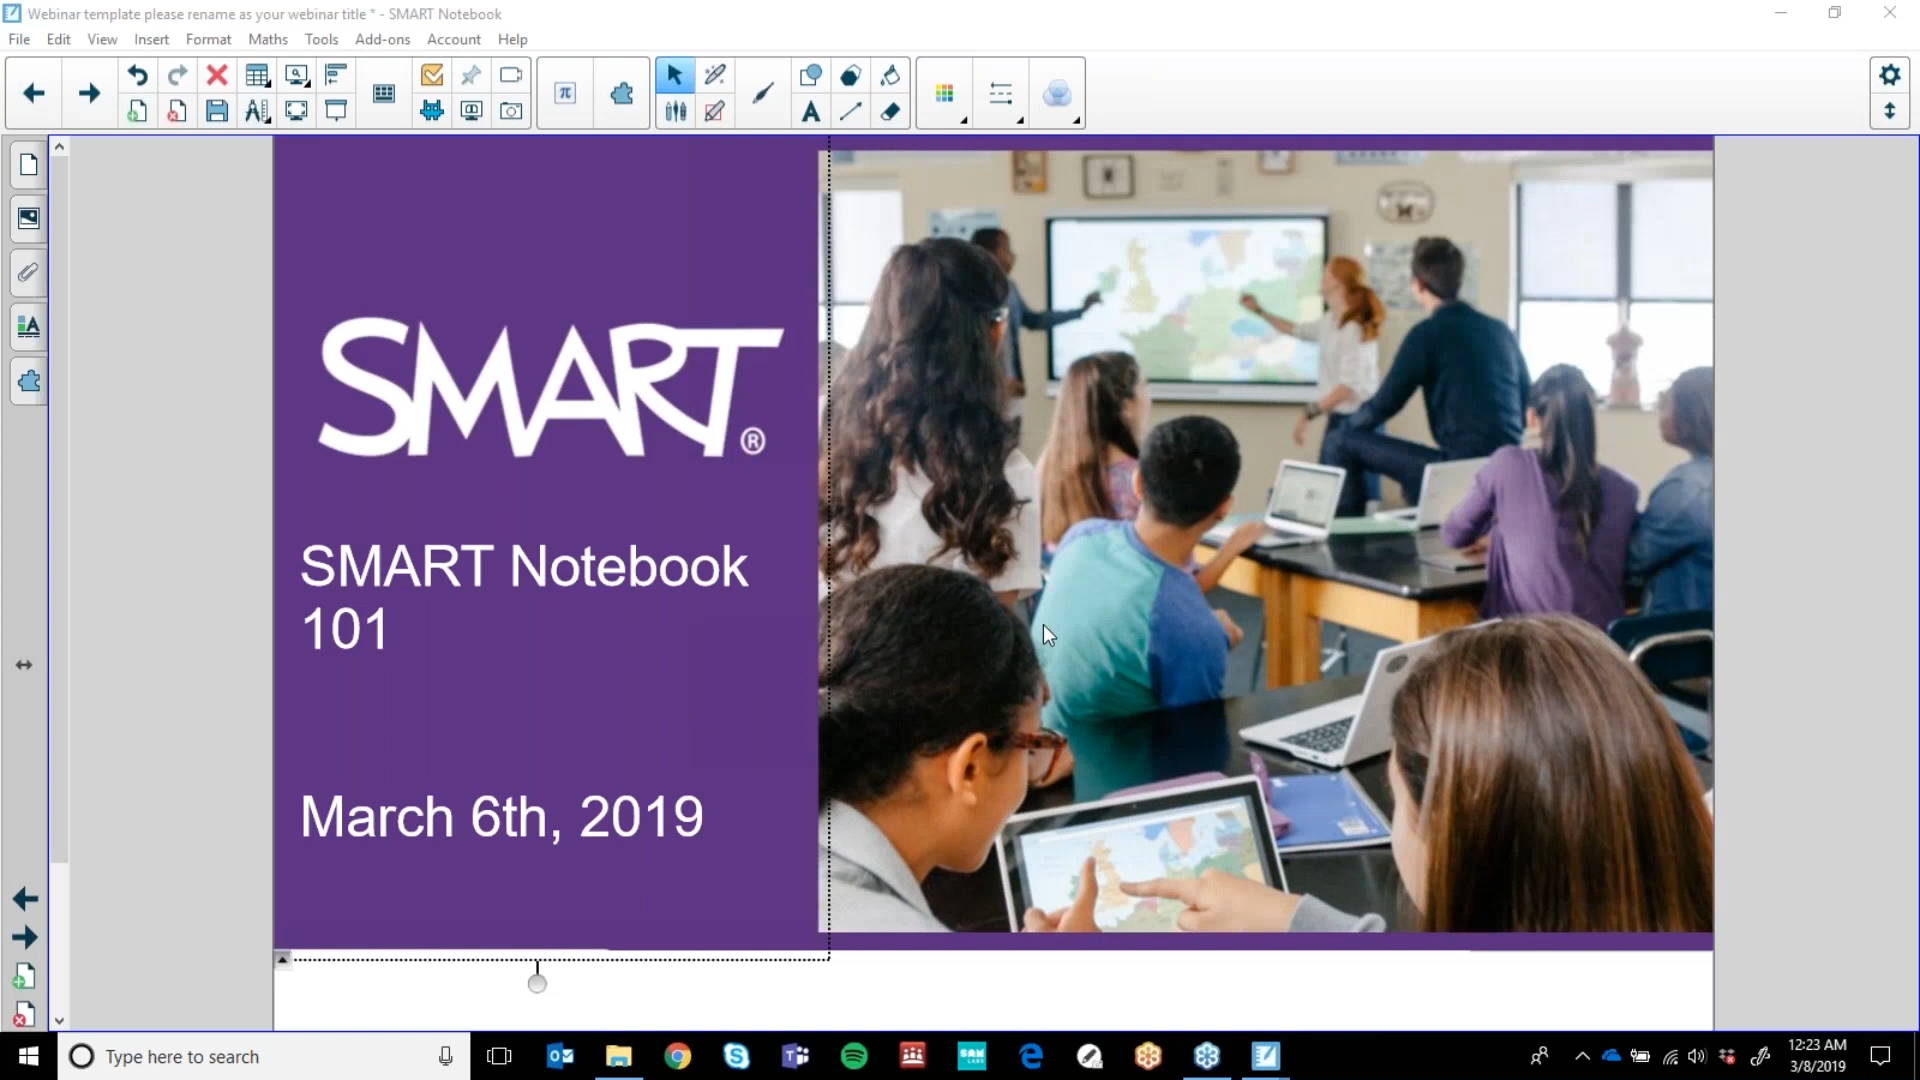 Webinar template please rename as your webinar title * - SMART Notebook
File Edit View Insert Format Maths Tools Add-ons Account Help
π
A
A
SMART®
SMART Notebook
101
March 6th, 2019
Type here to search
SAM
LABS
12:23 AM
3/8/2019